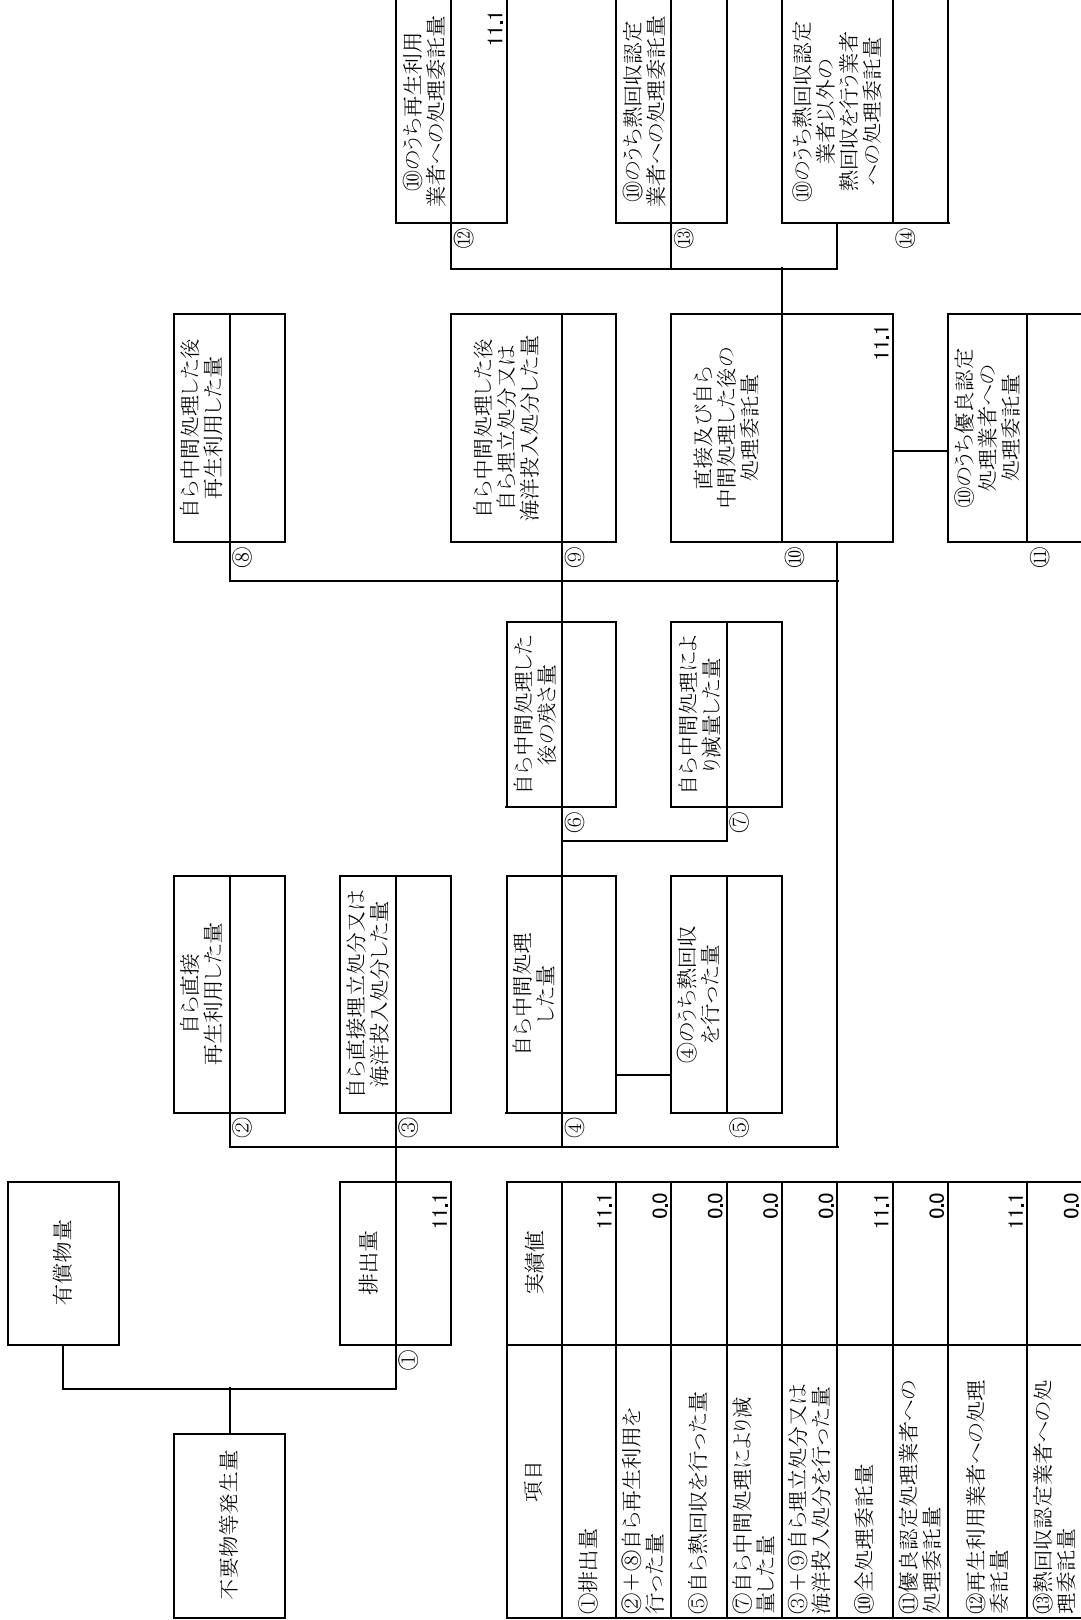 有償物量
不要物等発生量
排出量
①
11.1
自ら直接
再生利用した量
②
自ら直接埋立処分又は
海洋投入処分した量
③
自ら中間処理
した量
④
④のうち熱回収
を行った量
⑤
自ら中間処理した
後の残さ量
⑥
自ら中間処理によ
り減量した量
⑦
自ら中間処理した後
再生利用した量
⑧
自ら中間処理した後
自ら埋立処分又は
海洋投入処分した量
⑨
直接及び自ら
中間処理した後の
処理委託量
⑩
11.1
⑩のうち優良認定
処理業者への
処理委託量
⑪
⑩のうち再生利用
業者への処理委託量
⑫
11.1
⑩のうち熱回収認定
業者への処理委託量
⑬
⑩のうち熱回収認定
業者以外の
熱回収を行う業者
への処理委託量
⑭
項目 実績値
①排出量 11.1
②+⑧自ら再生利用を
行った量 0.0
⑤自ら熱回収を行った量 0.0
⑦自ら中間処理により減
量した量 0.0
③+⑨自ら埋立処分又は
海洋投入処分を行った量 0.0
⑩全処理委託量 11.1
⑪優良認定処理業者への
処理委託量 0.0
⑫再生利用業者への処理
委託量 11.1
⑬熱回収認定業者への処
理委託量 0.0